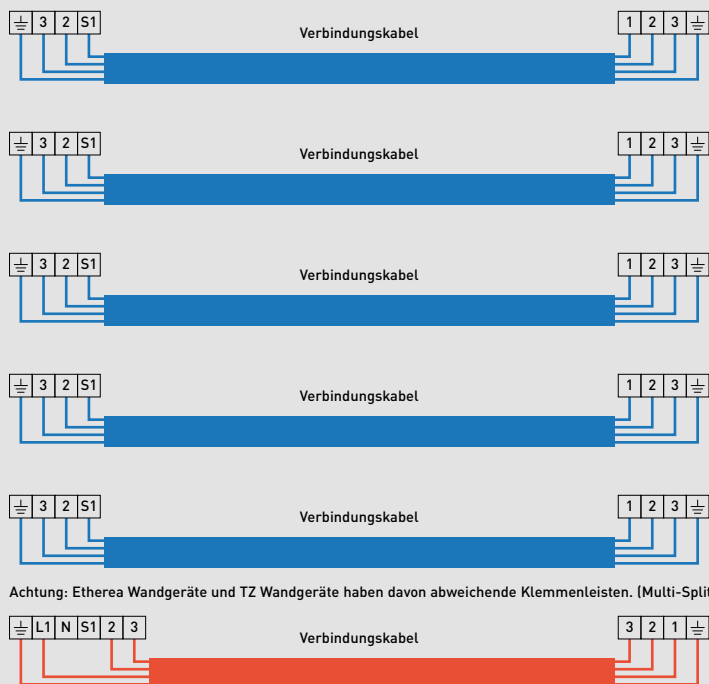 ⏚ 3 2 S1 Verbindungskabel 1 2 3 ⏚
⏚ 3 2 S1 Verbindungskabel 1 2 3 ⏚
⏚ 3 2 S1 Verbindungskabel 1 2 3 ⏚
⏚ 3 2 S1 Verbindungskabel 1 2 3 ⏚
⏚ 3 2 S1 Verbindungskabel 1 2 3 ⏚
Achtung: Etherea Wandgeräte und TZ Wandgeräte haben davon abweichende Klemmenleisten. (Multi-Split
⏚ L1 N S1 2 3 Verbindungskabel 3 2 1 ⏚